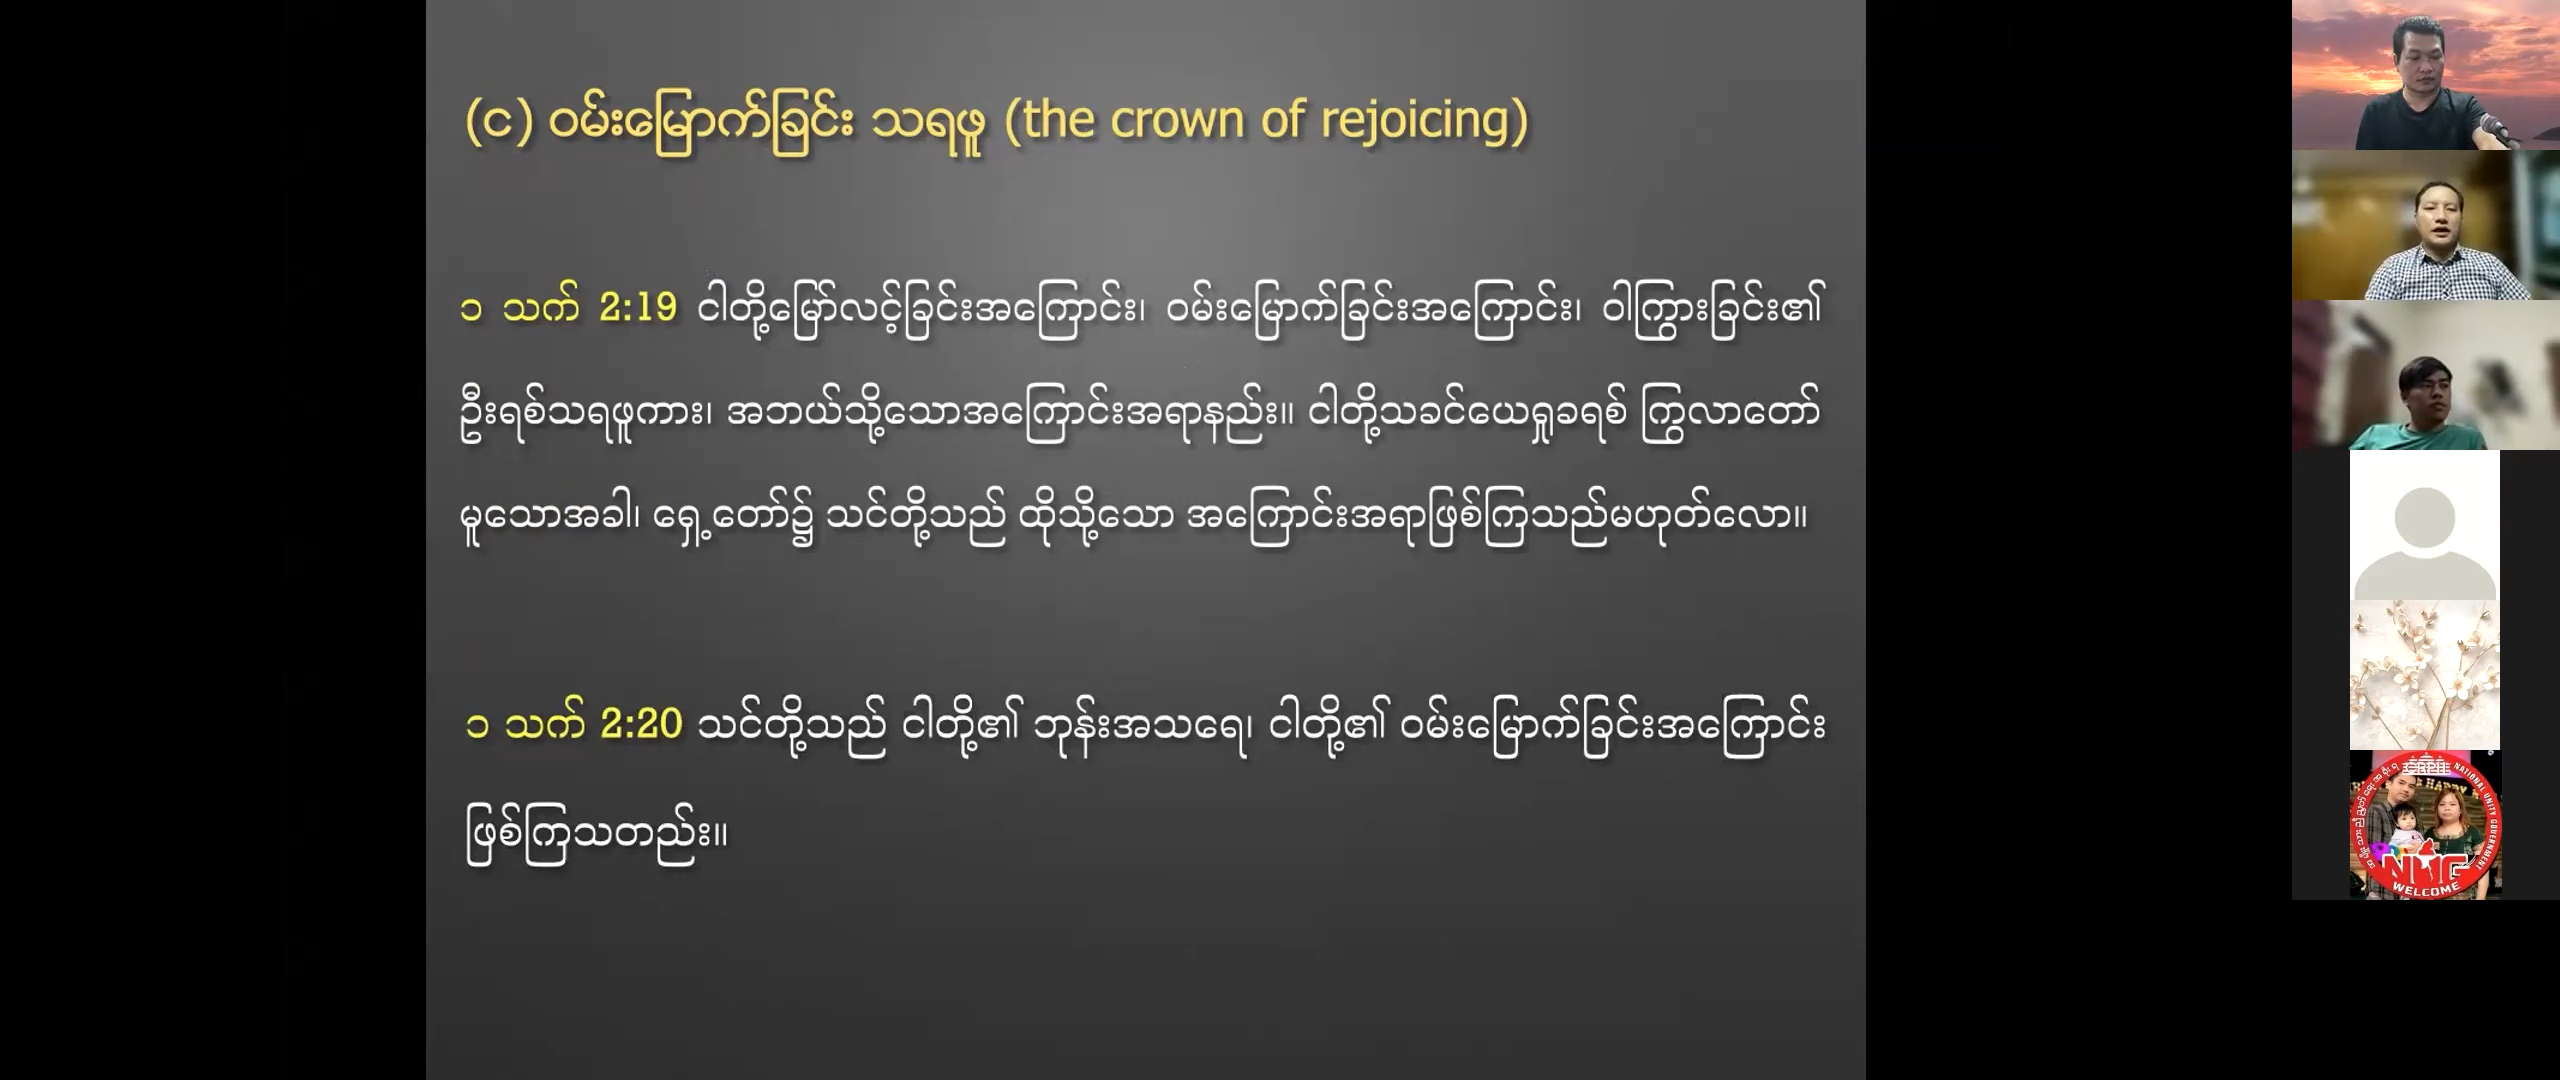 (င) ဝမ်းမြောက်ခြင်း သရဖူ (the crown of rejoicing)
၁ သက် 2:19 ငါတို့မြော်လင့်ခြင်းအကြောင်း၊ ဝမ်းမြောက်ခြင်းအကြောင်း၊ ဝါကြွားခြင်း၏
ဦးရစ်သရဖူကား၊ အဘယ်သို့သောအကြောင်းအရာနည်း။ ငါတို့သခင်ယေရှုခရစ် ကြွလာတော်
မူသောအခါ၊ ရှေ့တော်၌ သင်တို့သည် ထိုသို့သော အကြောင်းအရာဖြစ်ကြသည်မဟုတ်လော။
၁ သက် 2:20 သင်တို့သည် ငါတို့၏ ဘုန်းအသရေ၊ ငါတို့၏ ဝမ်းမြောက်ခြင်းအကြောင်း
ဖြစ်ကြသတည်း။
CRPH
NATIONAL UNITY GOVERNMENT
NUG
WELCOME